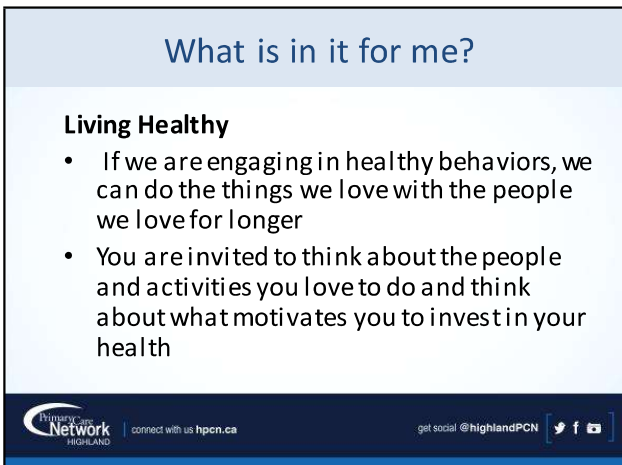 What is in it for me?
Living Healthy
• If we are engaging in healthy behaviors, we
can do the things we love with the people
we love for longer
• You are invited to think about the people
and activities you love to do and think
about what motivates you to invest in your
health
Primary Care
Network
HIGHLAND
connect with us hpcn.ca
get social @highlandPCN